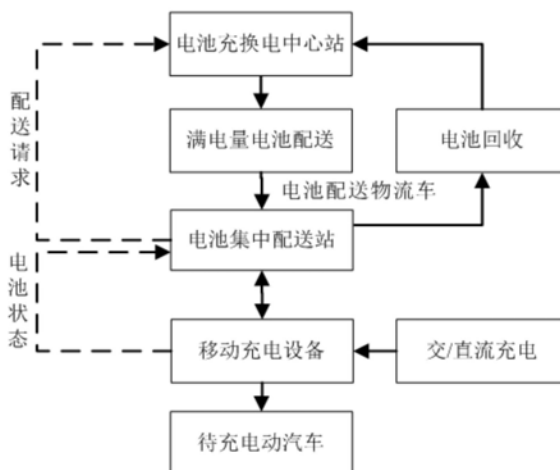 电池充换电中心站
配送请求
满电量电池配送
电池回收
电池配送物流车
电池集中配送站
电池状态
移动充电设备
交/直流充电
待充电动汽车